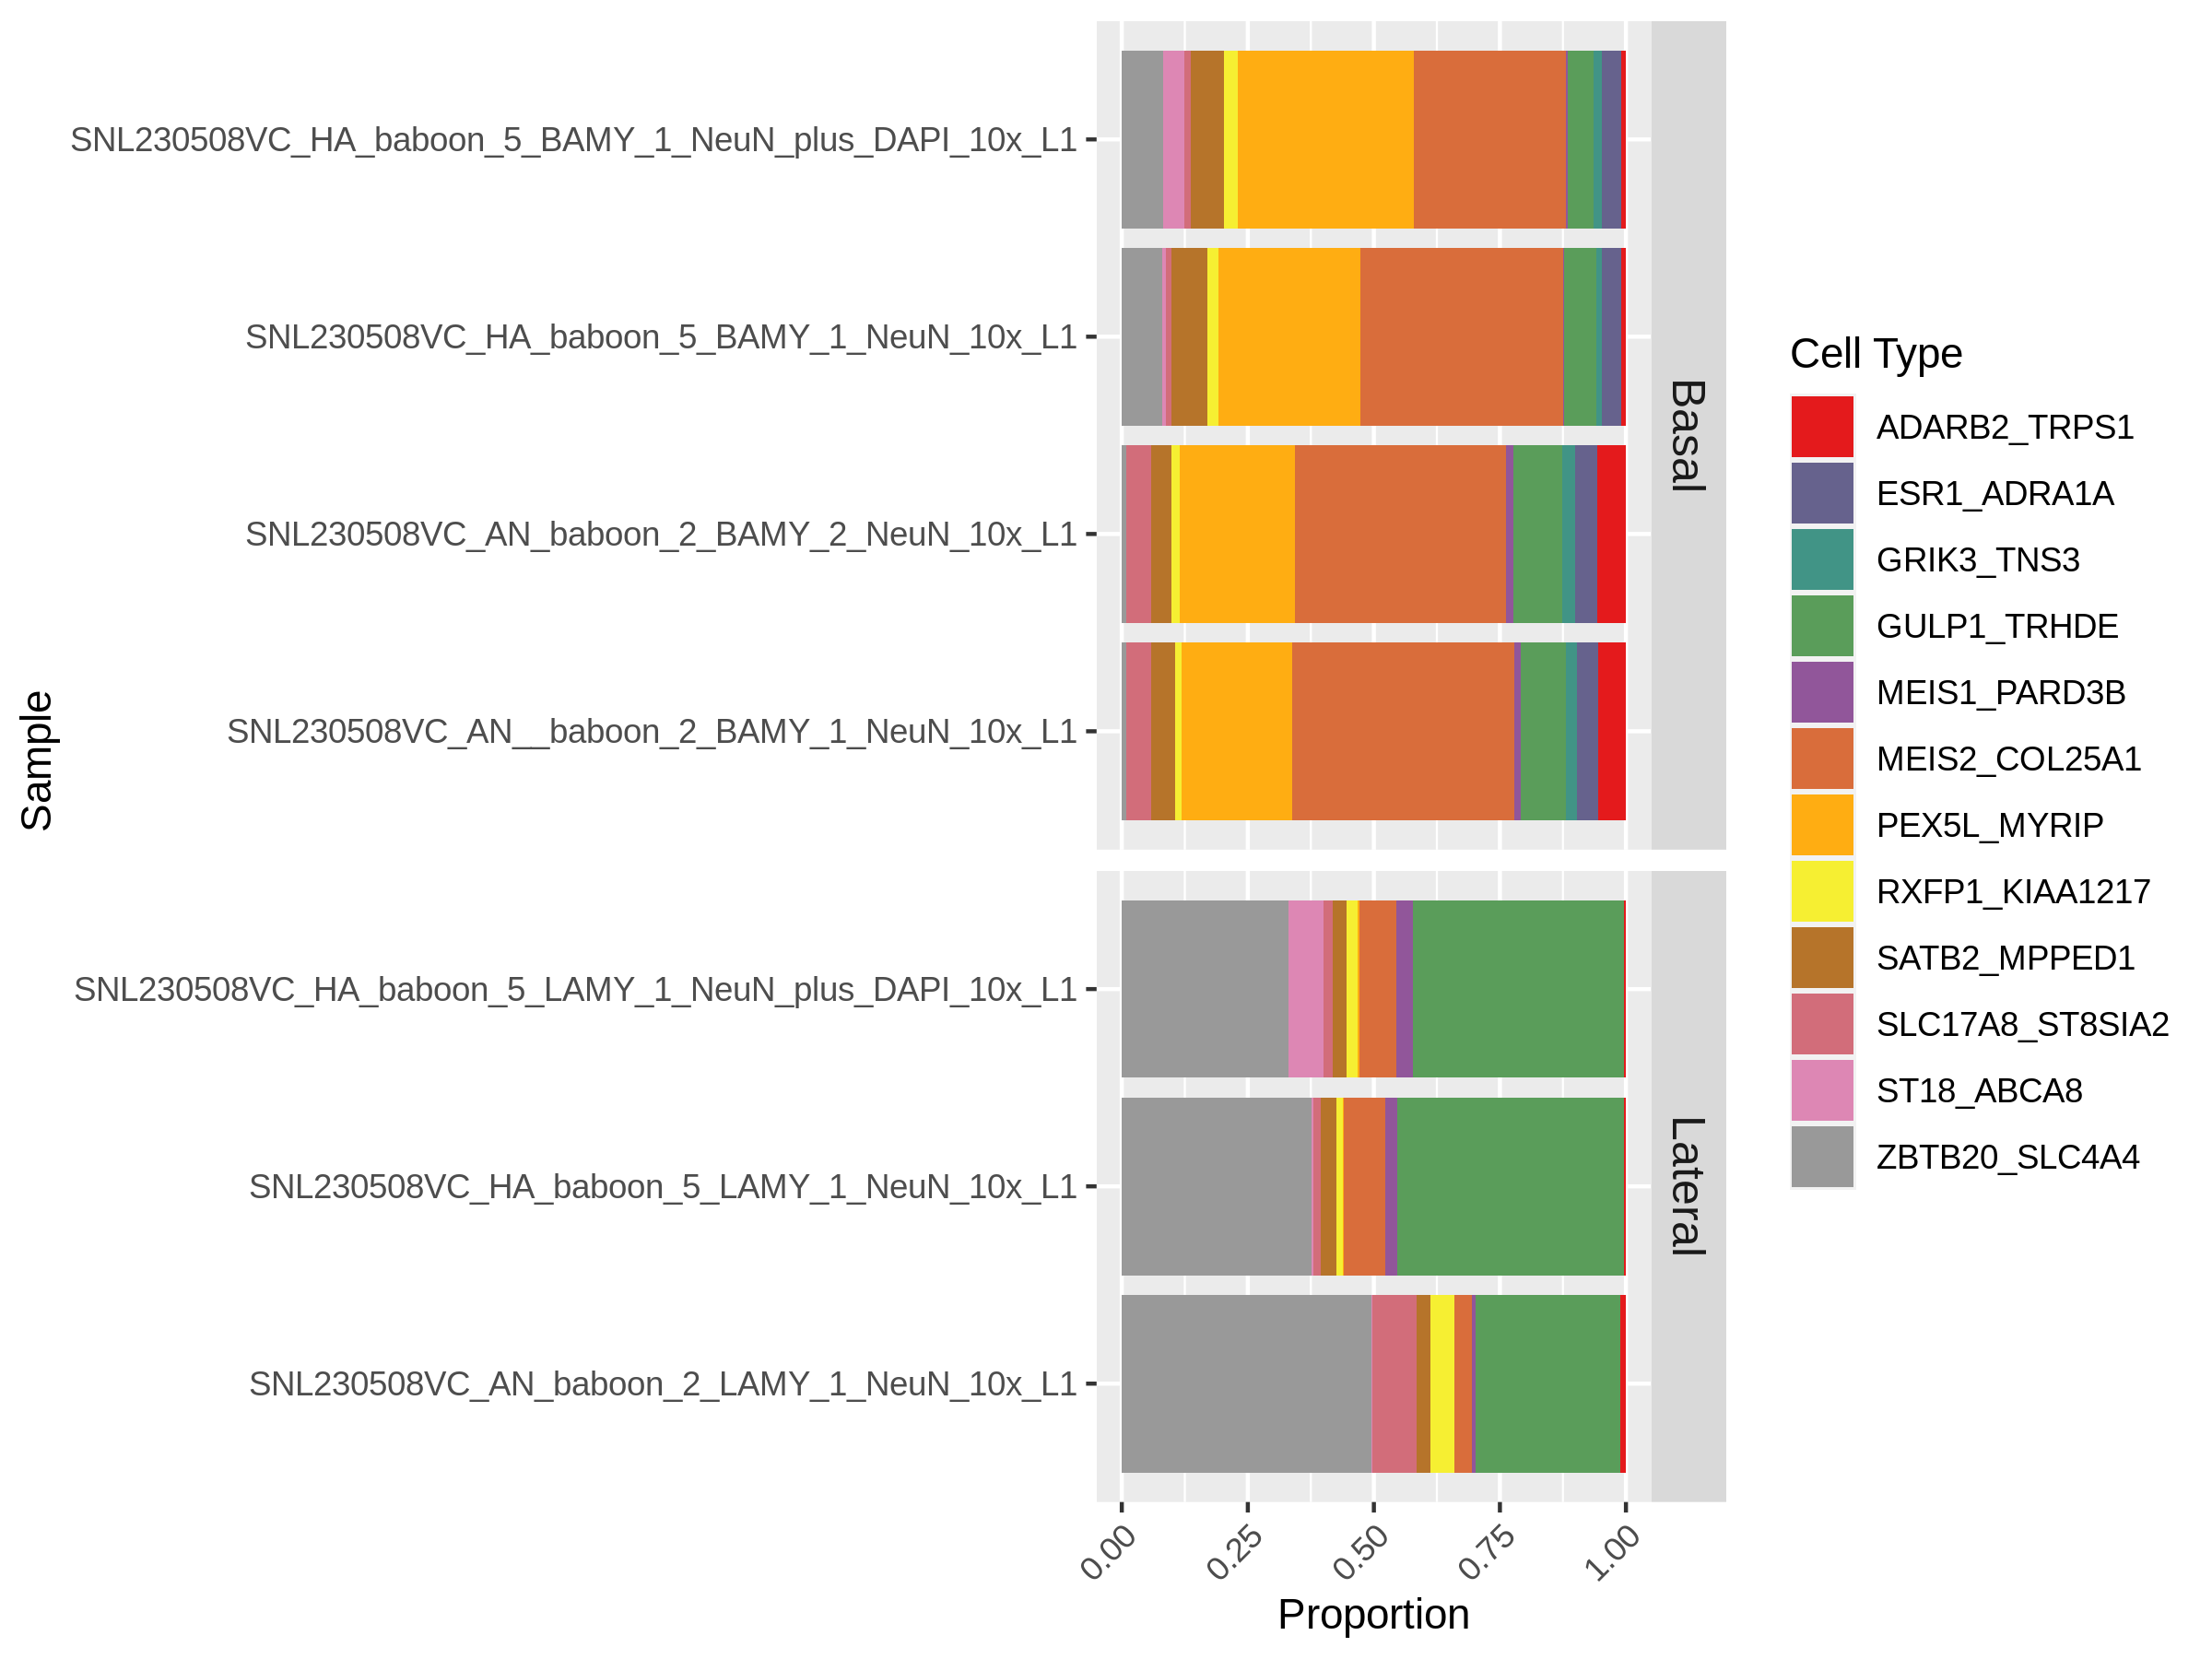 Sample
SNL230508VC_HA_baboon_5_BAMY_1_NeuN_plus_DAPI_10x_L1
SNL230508VC_HA_baboon_5_BAMY_1_NeuN_10x_L1
SNL230508VC_AN_baboon_2_BAMY_2_NeuN_10x_L1
SNL230508VC_AN__baboon_2_BAMY_1_NeuN_10x_L1
Basal
SNL230508VC_HA_baboon_5_LAMY_1_NeuN_plus_DAPI_10x_L1
SNL230508VC_HA_baboon_5_LAMY_1_NeuN_10x_L1
SNL230508VC_AN_baboon_2_LAMY_1_NeuN_10x_L1
Lateral
0.00
0.25
0.50
0.75
1.00
Proportion
Cell Type
ADARB2_TRPS1
ESR1_ADRA1A
GRIK3_TNS3
GULP1_TRHDE
MEIS1_PARD3B
MEIS2_COL25A1
PEX5L_MYRIP
RXFP1_KIAA1217
SATB2_MPPED1
SLC17A8_ST8SIA2
ST18_ABCA8
ZBTB20_SLC4A4